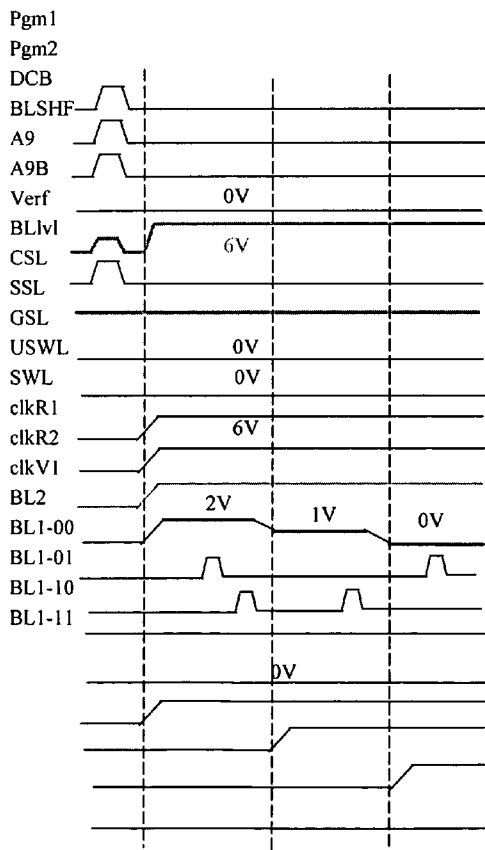 Pgm1
Pgm2
DCB
BLSHF
A9
A9B
Verf 0V
BLlvl
CSL 6V
SSL
GSL
USWL 0V
SWL 0V
clkR1
clkR2 6V
clkV1
BL2
BL1-00 2V 1V 0V
BL1-01
BL1-10
BL1-11
0V